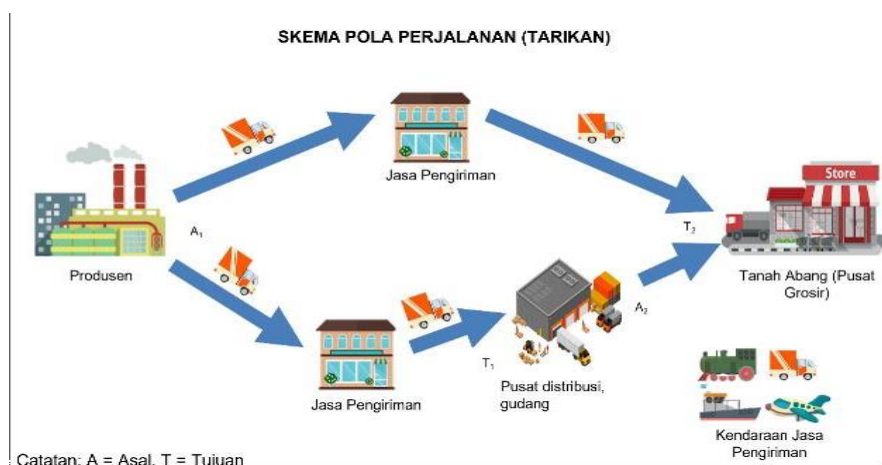 SKEMA POLA PERJALANAN (TARIKAN)
Jasa Pengiriman
Store
A1
T2
Produsen
Tanah Abang (Pusat
Grosir)
A2
T1
Jasa Pengiriman
Pusat distribusi,
gudang
Kendaraan Jasa
Pengiriman
Catatan: A = Asal, T = Tujuan